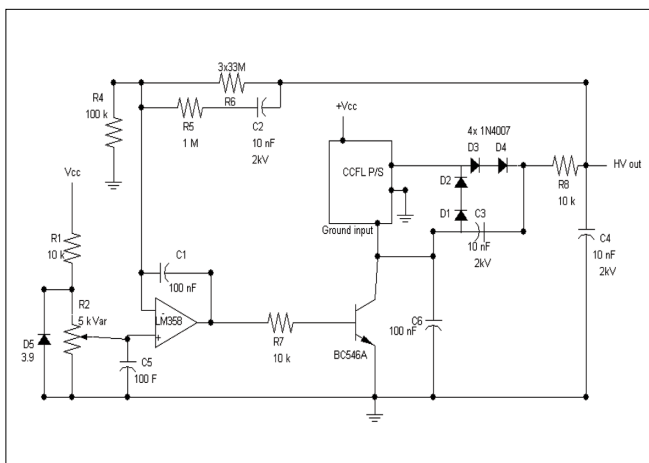 3x33M
R4
100 k
R6
R5
1 M
C2
10 nF
2kV
+Vcc
4x 1N4007
D3 D4
CCFL P/S
HV out
D2
R8
10 k
Vcc
D1
C3
Ground input
10 nF
2kV
C4
10 nF
2kV
R1
10 k
C1
100 nF
R2
5 kVar
-
LM358
+
C6
100 nF
D5
3.9
C5
100 F
R7
10 k
BC546A